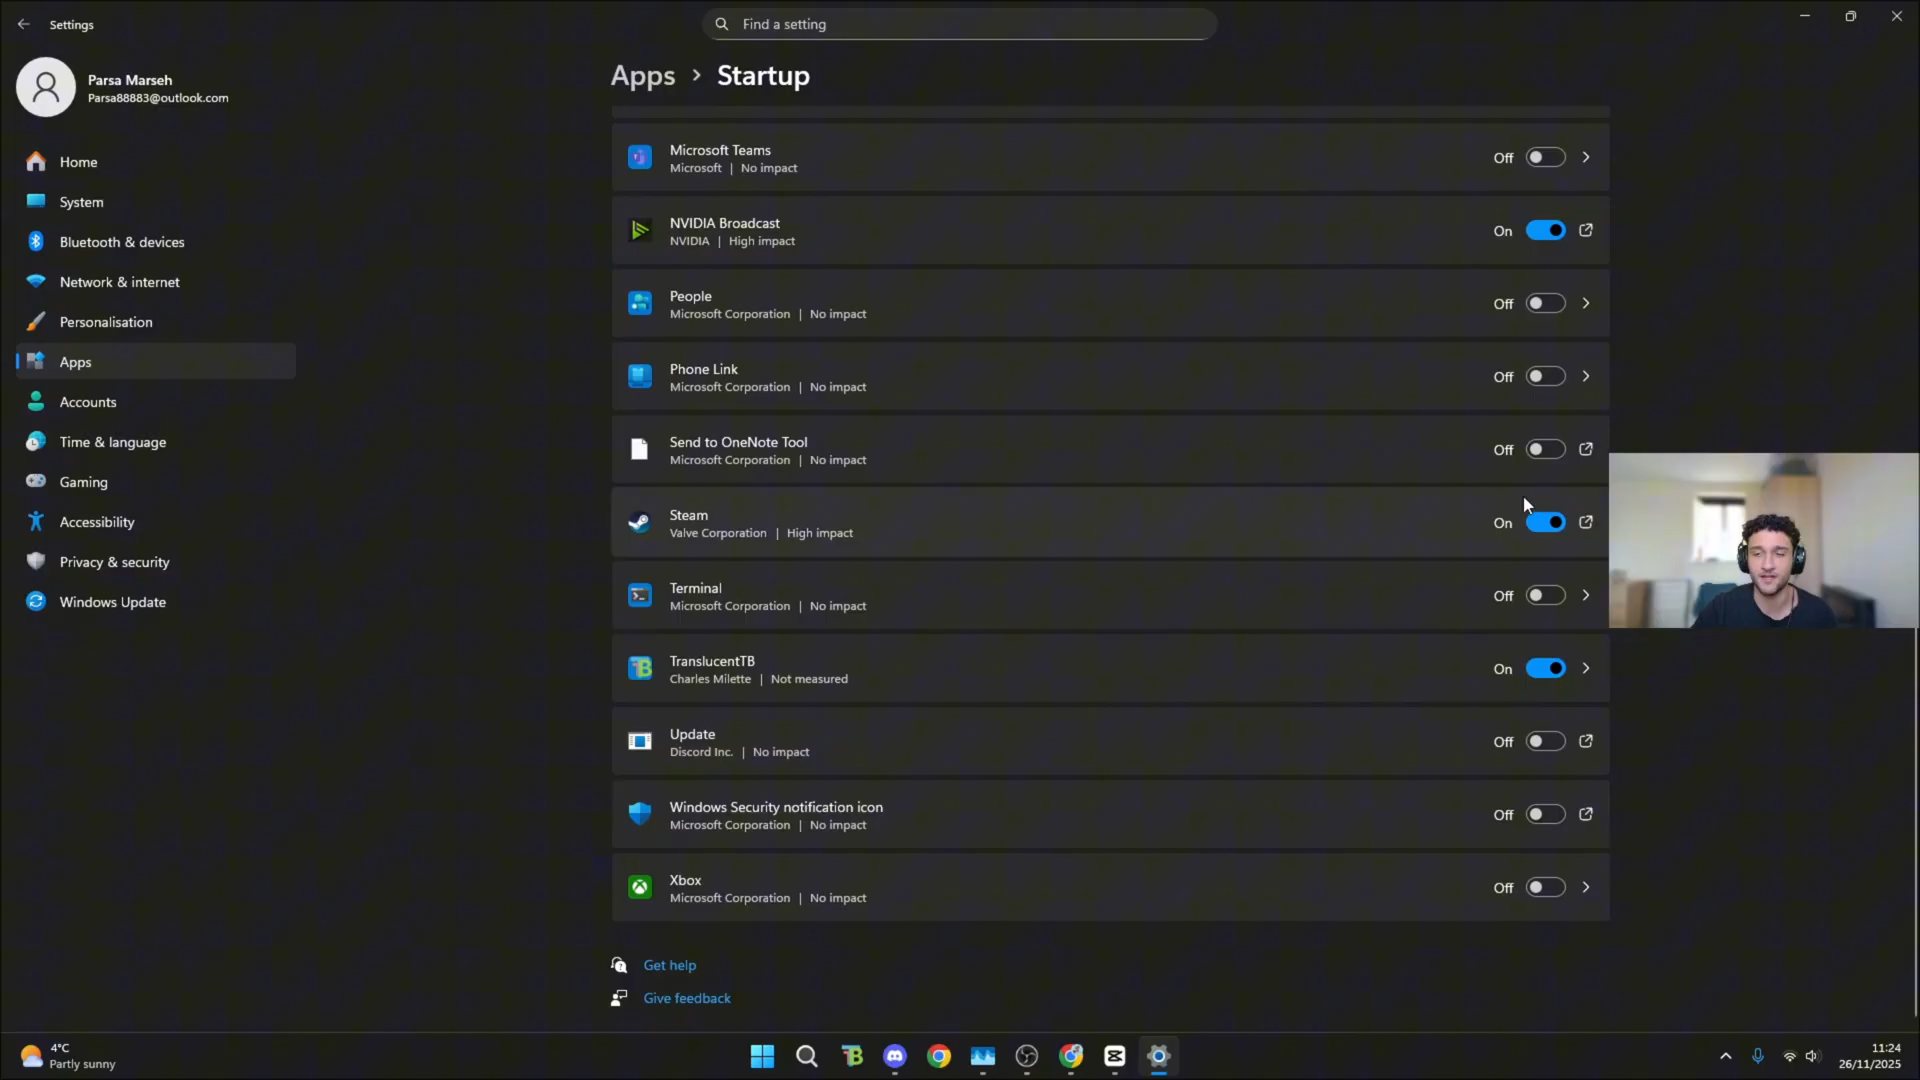 Settings
Find a setting
Parsa Marseh
Parsa88883@outlook.com
Home
System
Bluetooth & devices
Network & internet
Personalisation
Apps
Accounts
Time & language
Gaming
Accessibility
Privacy & security
Windows Update
Apps > Startup
Microsoft Teams
Microsoft | No impact
Off
NVIDIA Broadcast
NVIDIA | High impact
On
People
Microsoft Corporation | No impact
Off
Phone Link
Microsoft Corporation | No impact
Off
Send to OneNote Tool
Microsoft Corporation | No impact
Off
Steam
Valve Corporation | High impact
On
Terminal
Microsoft Corporation | No impact
Off
TranslucentTB
Charles Milette | Not measured
On
Update
Discord Inc. | No impact
Off
Windows Security notification icon
Microsoft Corporation | No impact
Off
Xbox
Microsoft Corporation | No impact
Off
Get help
Give feedback
4°C
Partly sunny
11:24
26/11/2025